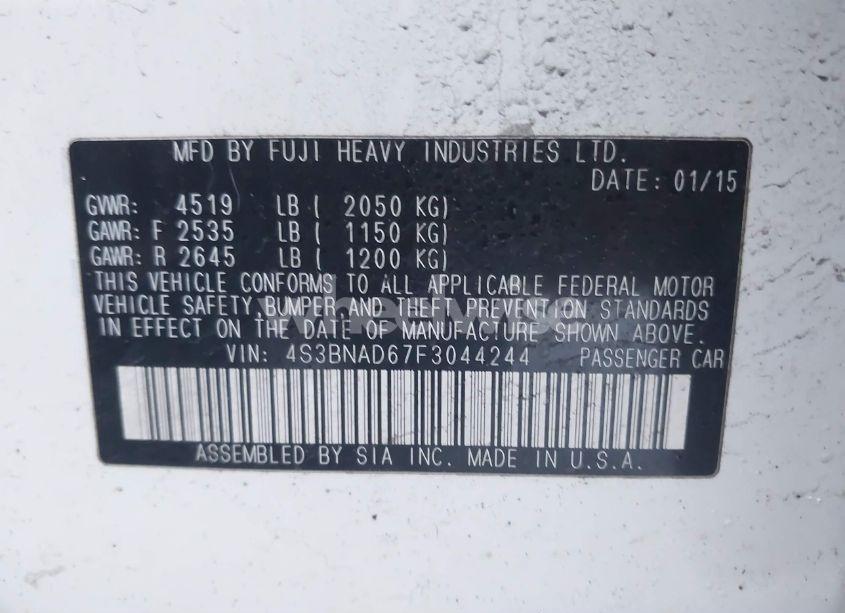 MFD BY FUJI HEAVY INDUSTRIES LTD.
DATE: 01/15
GVWR: 4519 LB ( 2050 KG)
GAWR: F 2535 LB ( 1150 KG)
GAWR: R 2645 LB ( 1200 KG)
THIS VEHICLE CONFORMS TO ALL APPLICABLE FEDERAL MOTOR
VEHICLE SAFETY, BUMPER AND THEFT PREVENTION STANDARDS
IN EFFECT ON THE DATE OF MANUFACTURE SHOWN ABOVE.
VIN: 4S3BNAD67F3044244 PASSENGER CAR
ASSEMBLED BY SIA INC. MADE IN U.S.A.